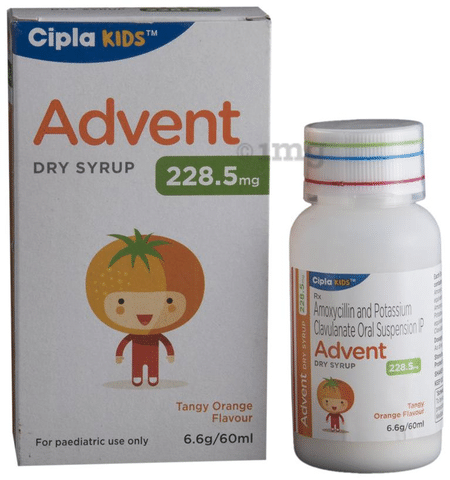 Cipla KIDS™
Advent
DRY SYRUP
228.5mg
Tangy Orange
Flavour
For paediatric use only
6.6g/60ml
1mg
Cipla KIDS™
Rx
Amoxycillin and Potassium
Clavulanate Oral Suspension IP
Advent
DRY SYRUP
228.5mg
Tangy
Orange Flavour
6.6g/60ml
Advent DRY SYRUP 228.5mg